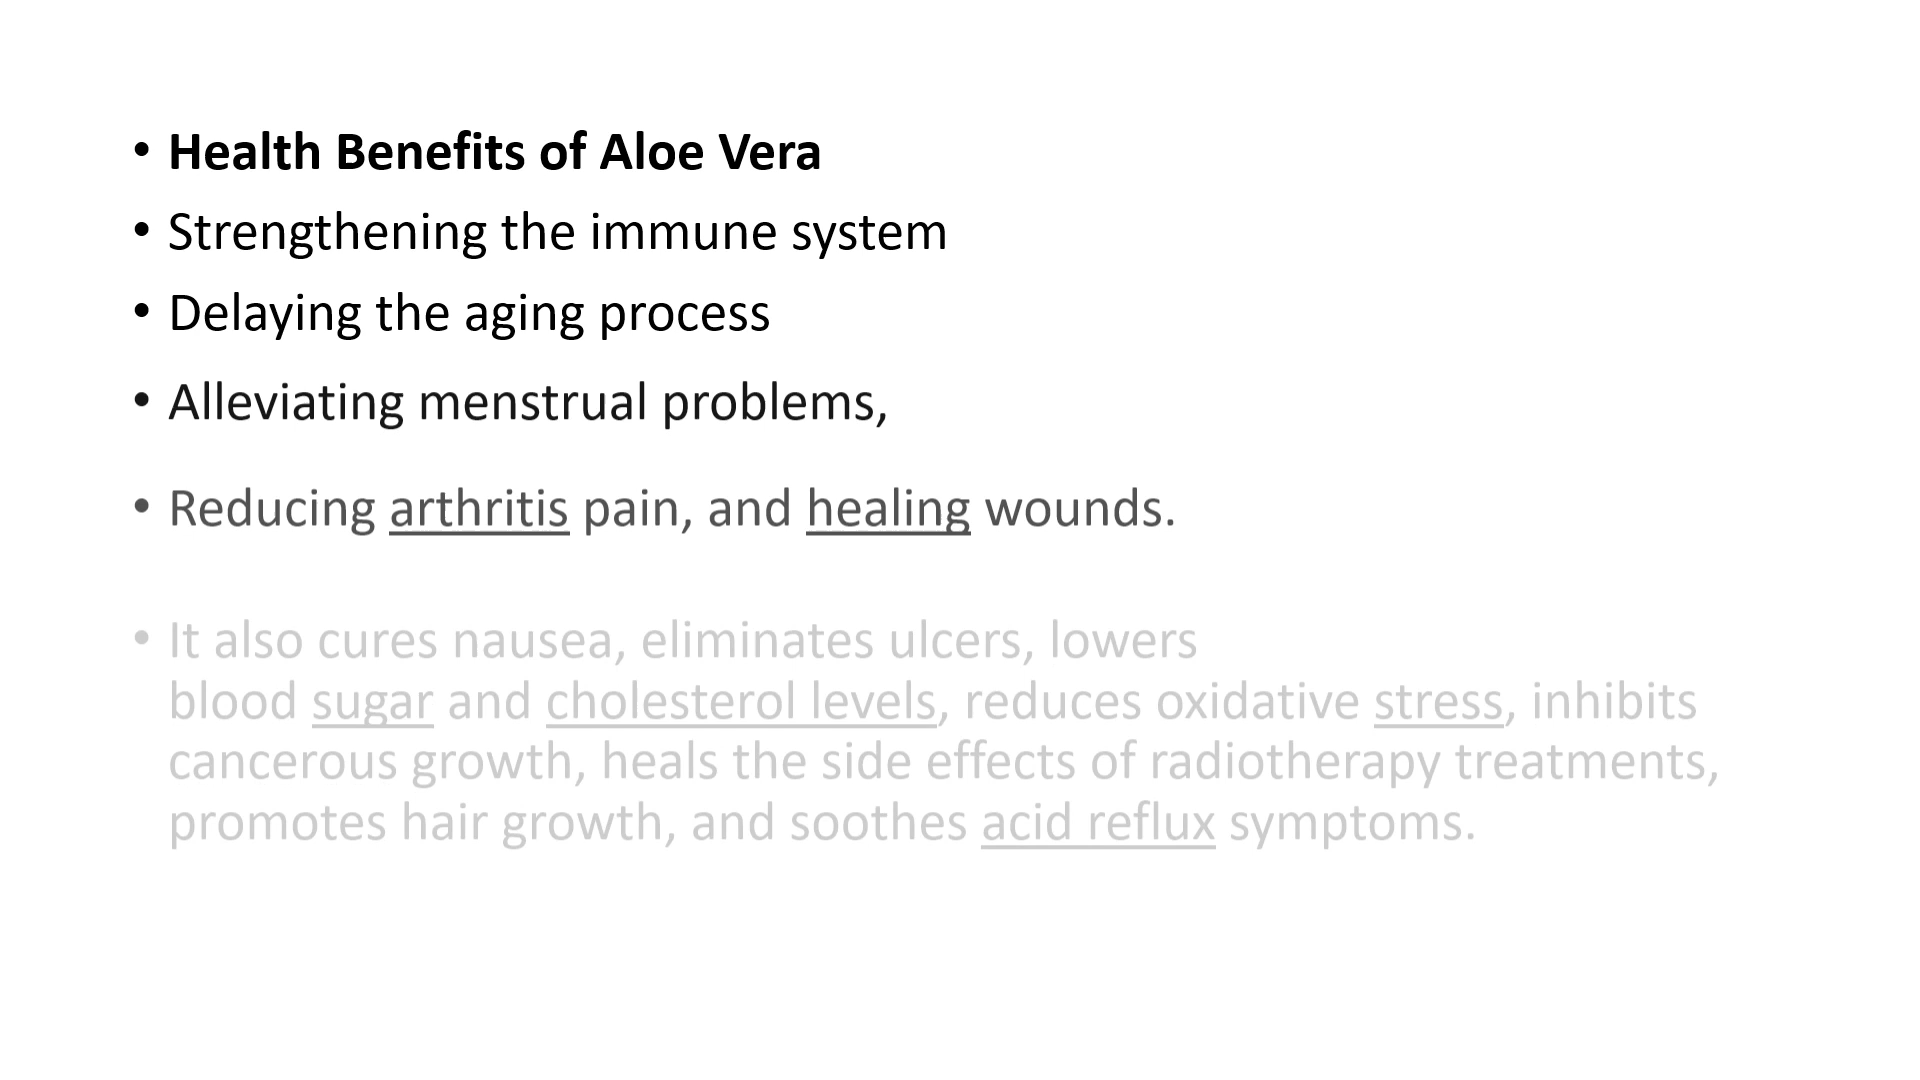 • Health Benefits of Aloe Vera
• Strengthening the immune system
• Delaying the aging process
• Alleviating menstrual problems,
• Reducing arthritis pain, and healing wounds.
• It also cures nausea, eliminates ulcers, lowers
blood sugar and cholesterol levels, reduces oxidative stress, inhibits
cancerous growth, heals the side effects of radiotherapy treatments,
promotes hair growth, and soothes acid reflux symptoms.